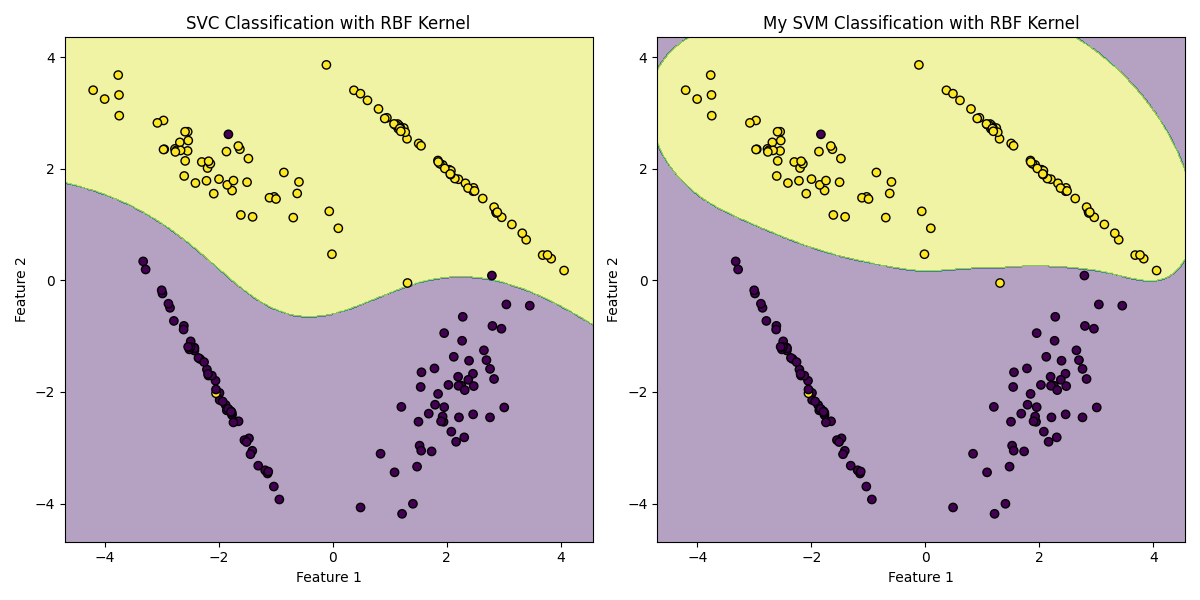 SVC Classification with RBF Kernel
4
2
0
−2
−4
Feature 2
−4 −2 0 2 4
Feature 1
My SVM Classification with RBF Kernel
4
2
0
−2
−4
Feature 2
−4 −2 0 2 4
Feature 1